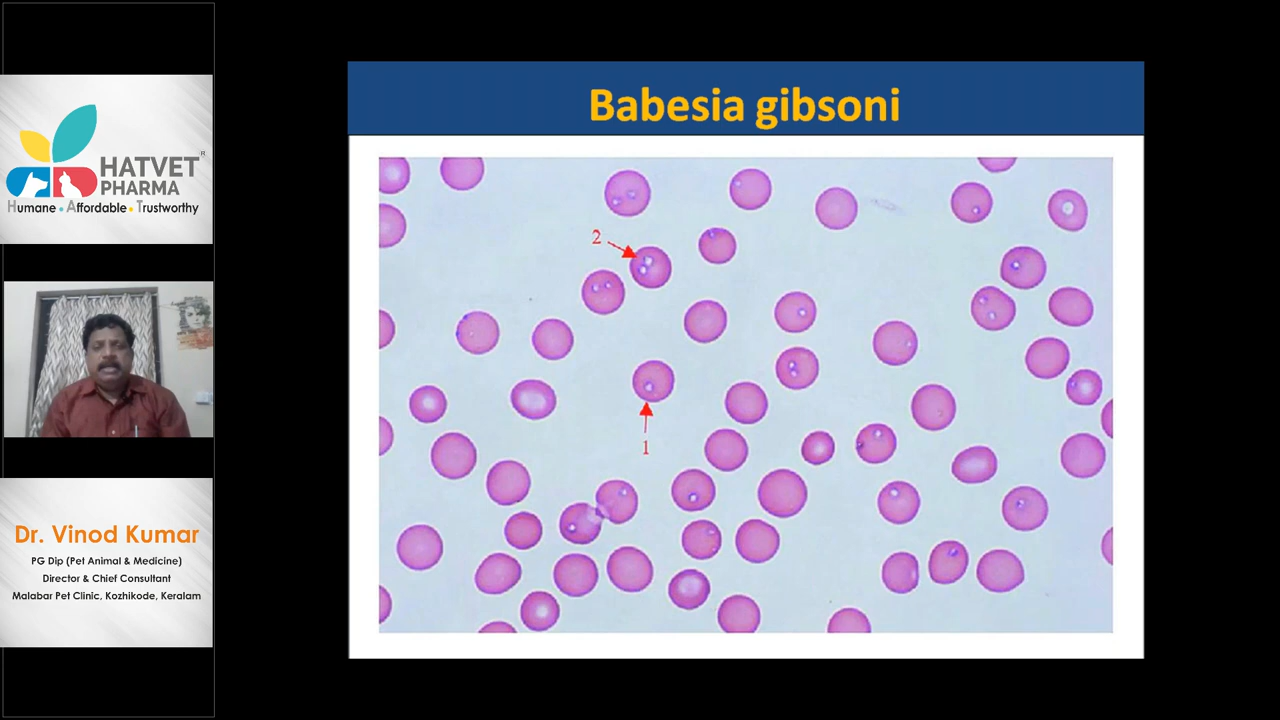 HATVET®
PHARMA
Humane • Affordable • Trustworthy
Dr. Vinod Kumar
PG Dip (Pet Animal & Medicine)
Director & Chief Consultant
Malabar Pet Clinic, Kozhikode, Keralam
Babesia gibsoni
2
1